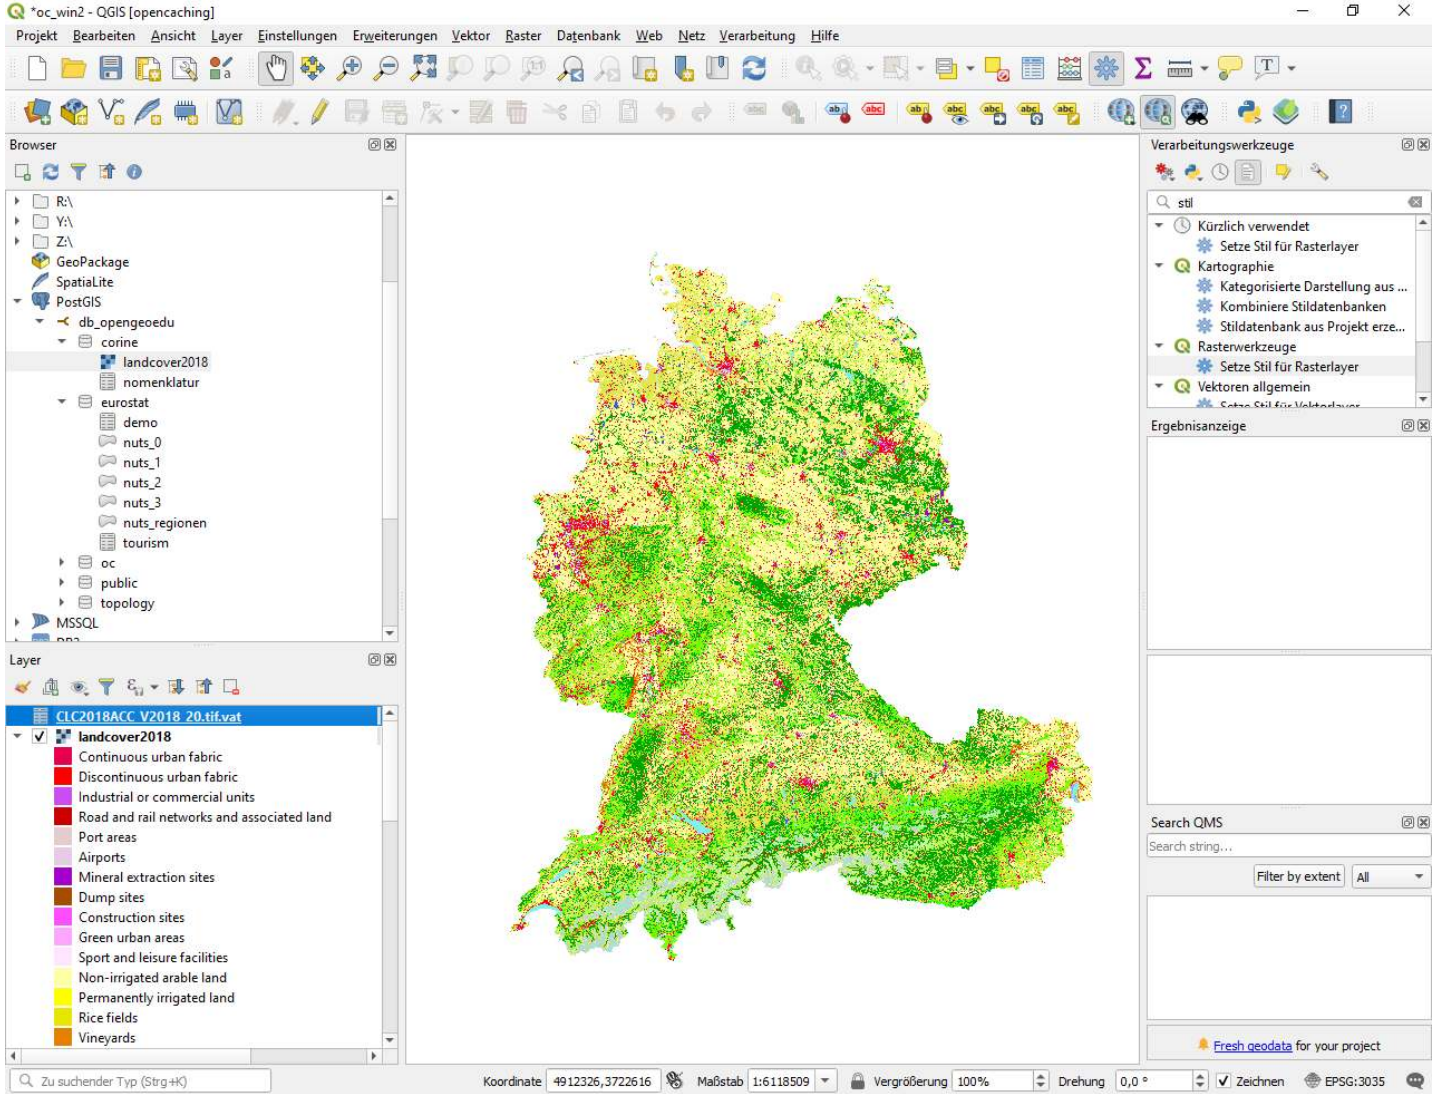 *oc_win2 - QGIS [opencaching]
Projekt Bearbeiten Ansicht Layer Einstellungen Erweiterungen Vektor Raster Datenbank Web Netz Verarbeitung Hilfe
Browser
R:\
Y:\
Z:\
GeoPackage
SpatiaLite
PostGIS
db_opengeoedu
corine
landcover2018
nomenklatur
eurostat
demo
nuts_0
nuts_1
nuts_2
nuts_3
nuts_regionen
tourism
oc
public
topology
MSSQL
Layer
CLC2018ACC_V2018_20.tif.vat
landcover2018
Continuous urban fabric
Discontinuous urban fabric
Industrial or commercial units
Road and rail networks and associated land
Port areas
Airports
Mineral extraction sites
Dump sites
Construction sites
Green urban areas
Sport and leisure facilities
Non-irrigated arable land
Permanently irrigated land
Rice fields
Vineyards
Verarbeitungswerkzeuge
stil
Kürzlich verwendet
Setze Stil für Rasterlayer
Kartographie
Kategorisierte Darstellung aus ...
Kombiniere Stildatenbanken
Stildatenbank aus Projekt erze...
Rasterwerkzeuge
Setze Stil für Rasterlayer
Vektoren allgemein
Setze Stil für Vektorlayer
Ergebnisanzeige
Search QMS
Search string...
Filter by extent All
Fresh geodata for your project
Zu suchender Typ (Strg+K) Koordinate 4912326,3722616 Maßstab 1:6118509 Vergrößerung 100% Drehung 0,0 ° Zeichnen EPSG:3035